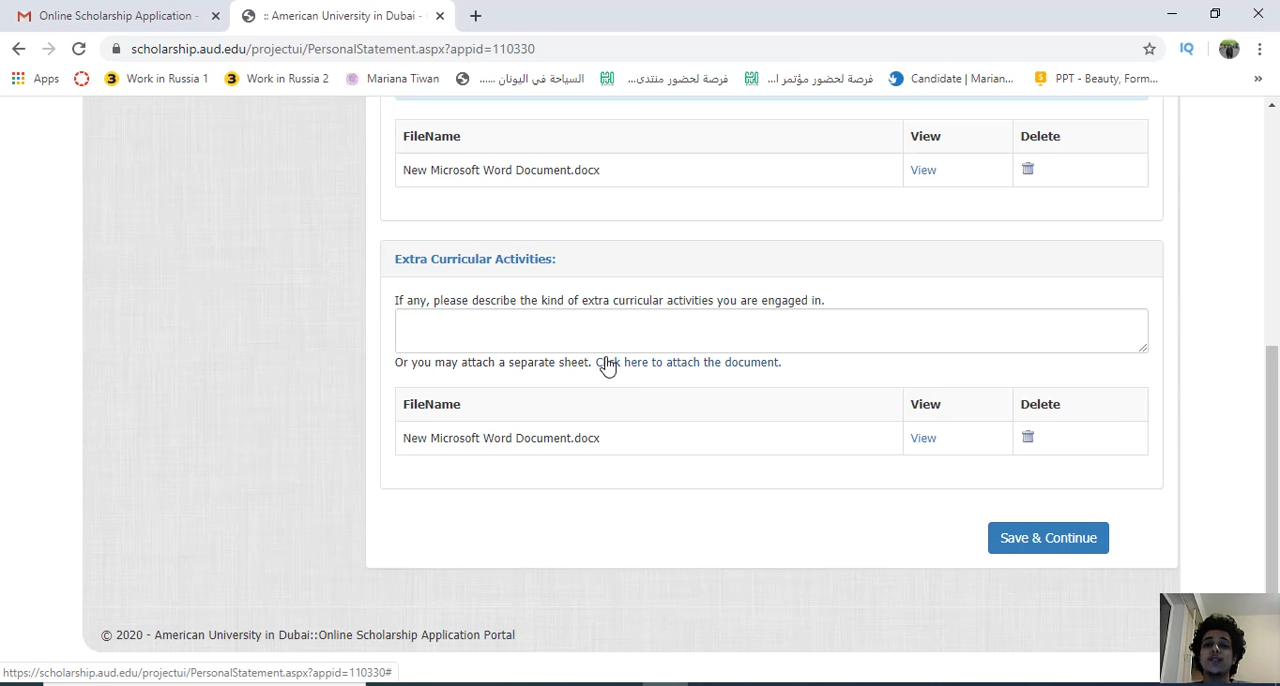 Online Scholarship Application -
:: American University in Dubai -
scholarship.aud.edu/projectui/PersonalStatement.aspx?appid=110330
IQ
Apps
Work in Russia 1
Work in Russia 2
Mariana Tiwan
السياحة في اليونان ......
فرصة لحضور منتدى...
فرصة لحضور مؤتمر ا...
Candidate | Marian...
PPT - Beauty, Form...
»
FileName View Delete
New Microsoft Word Document.docx View
Extra Curricular Activities:
If any, please describe the kind of extra curricular activities you are engaged in.
Or you may attach a separate sheet. Click here to attach the document.
FileName View Delete
New Microsoft Word Document.docx View
Save & Continue
© 2020 - American University in Dubai::Online Scholarship Application Portal
https://scholarship.aud.edu/projectui/PersonalStatement.aspx?appid=110330#